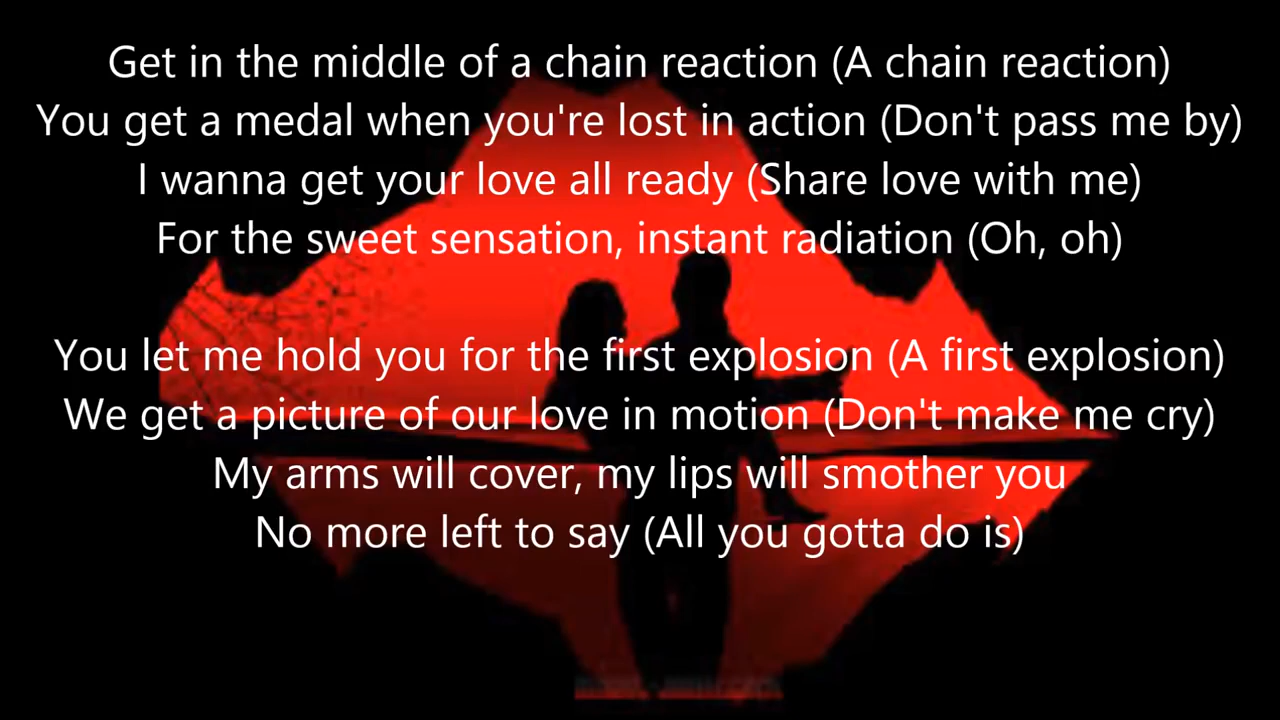 Get in the middle of a chain reaction (A chain reaction)
You get a medal when you're lost in action (Don't pass me by)
I wanna get your love all ready (Share love with me)
For the sweet sensation, instant radiation (Oh, oh)
You let me hold you for the first explosion (A first explosion)
We get a picture of our love in motion (Don't make me cry)
My arms will cover, my lips will smother you
No more left to say (All you gotta do is)